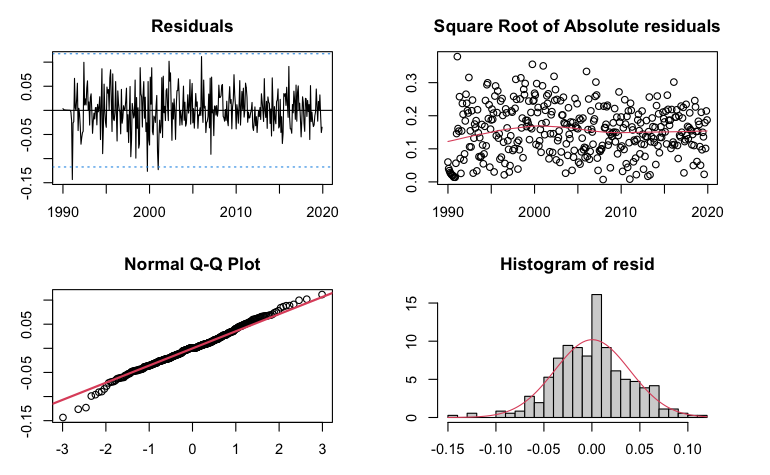 Residuals
0.05
-0.05
-0.15
1990 2000 2010 2020
Square Root of Absolute residuals
0.3
0.2
0.1
0.0
1990 2000 2010 2020
Normal Q-Q Plot
0.05
-0.05
-0.15
-3 -2 -1 0 1 2 3
Histogram of resid
15
10
5
0
-0.15 -0.10 -0.05 0.00 0.05 0.10